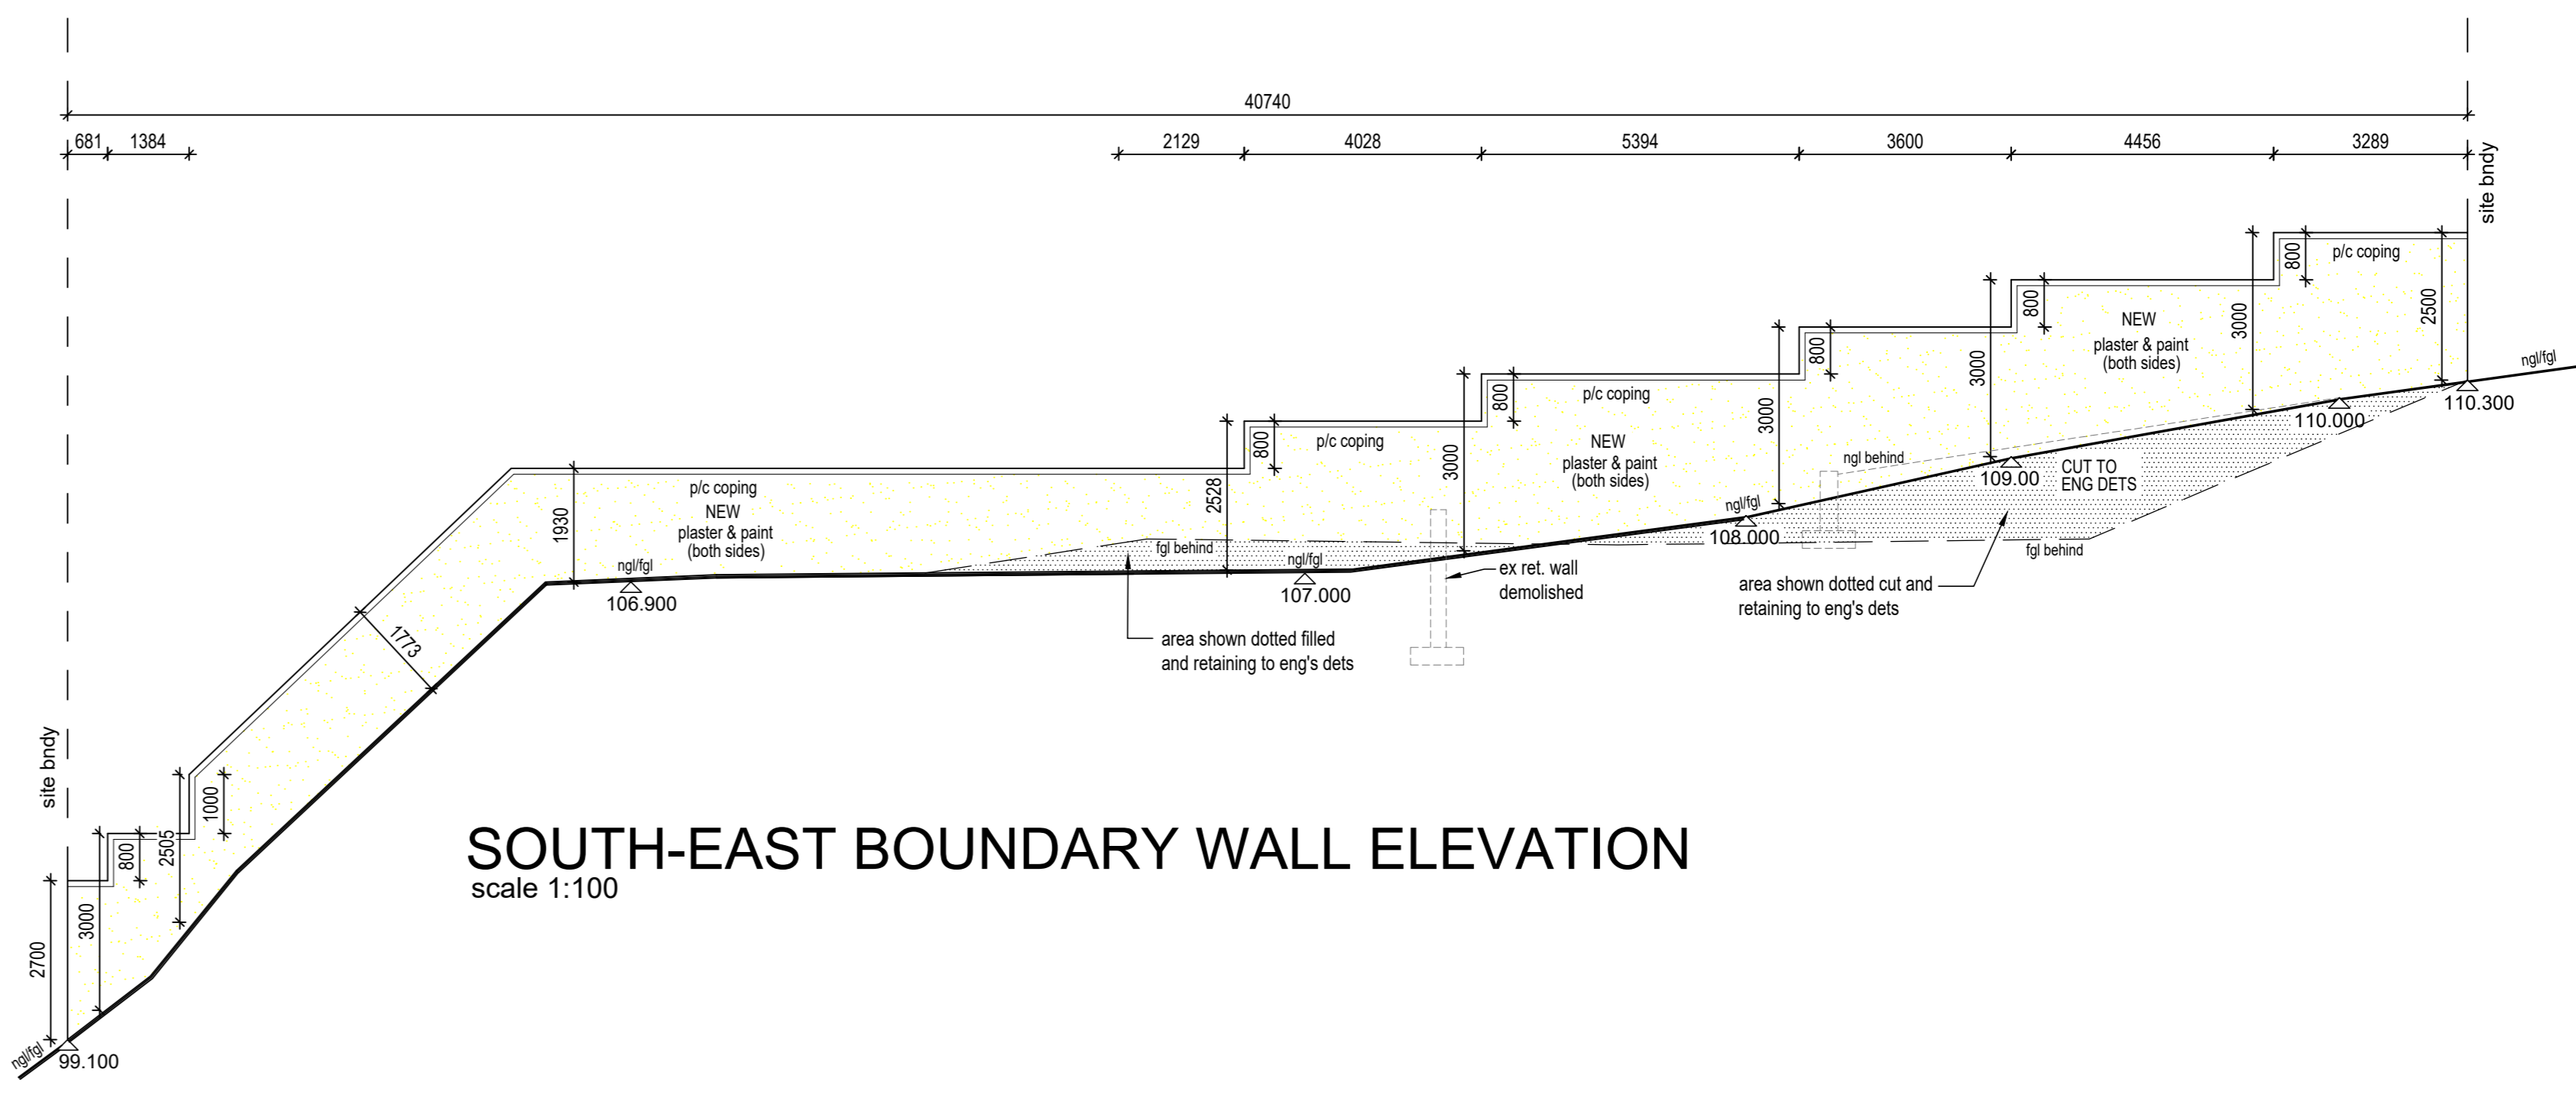 40740
681 1384 2129 4028 5394 3600 4456 3289
site bndy
800
p/c coping
2500
3000
ngl/fgl
110.300
110.000
800
NEW
plaster & paint
(both sides)
3000
ngl behind
109.00
CUT TO
ENG DETS
fgl behind
800
3000
ngl/fgl
108.000
area shown dotted cut and
retaining to eng's dets
800
p/c coping
NEW
plaster & paint
(both sides)
3000
ex ret. wall
demolished
800
p/c coping
2528
fgl behind
ngl/fgl
107.000
area shown dotted filled
and retaining to eng's dets
p/c coping
NEW
plaster & paint
(both sides)
1930
ngl/fgl
106.900
1773
site bndy
1000
2505
800
3000
2700
ngl/fgl
99.100
SOUTH-EAST BOUNDARY WALL ELEVATION
scale 1:100